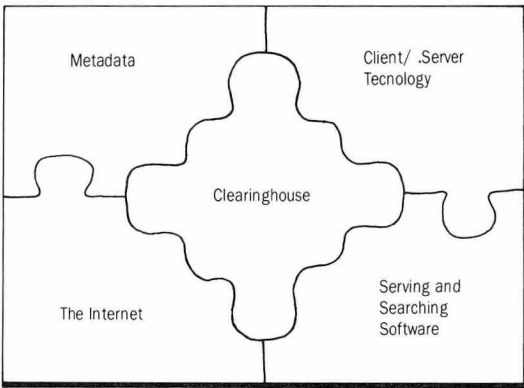 Metadata
Client/ .Server
Tecnology
Clearinghouse
The Internet
Serving and
Searching
Software